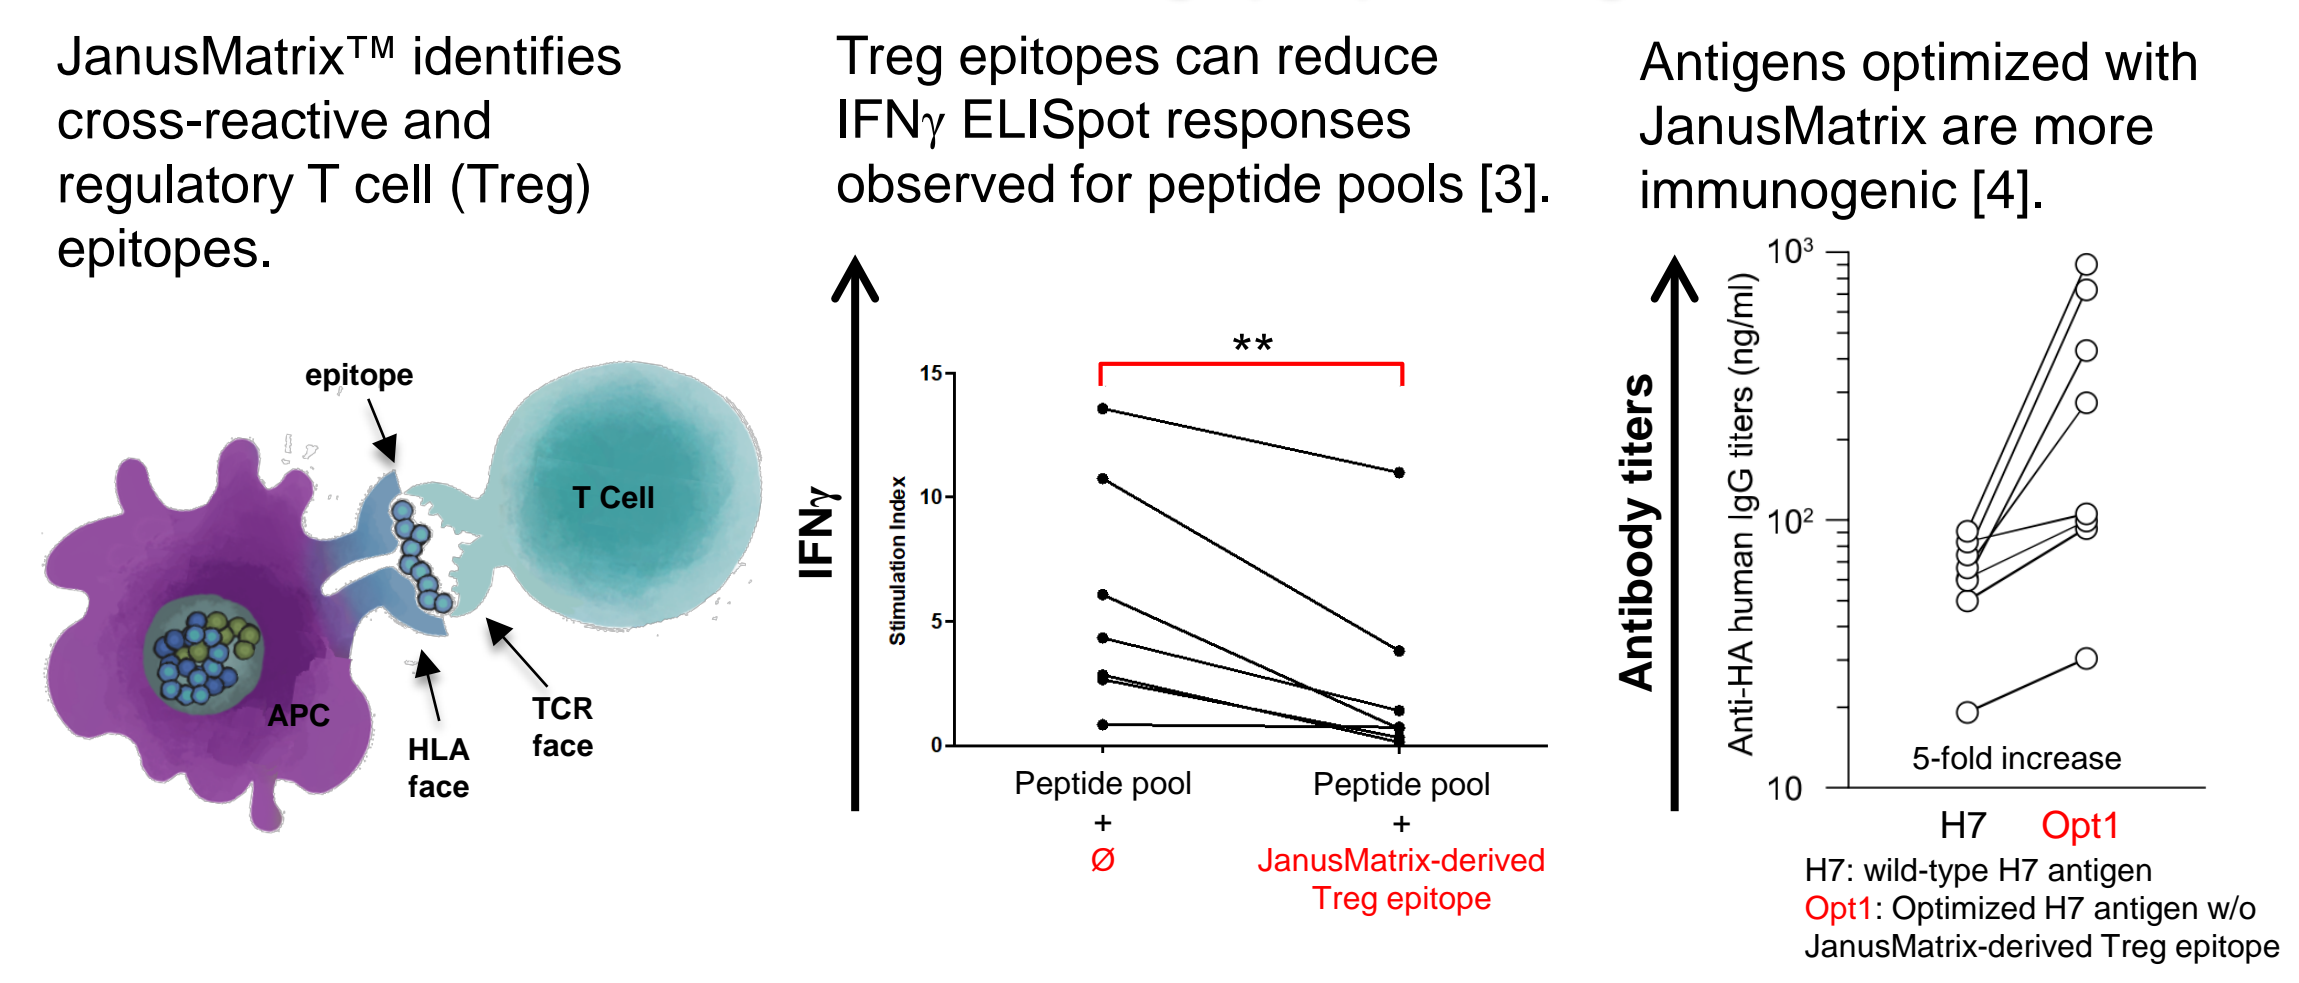 JanusMatrix™ identifies
cross-reactive and
regulatory T cell (Treg)
epitopes.
epitope
T Cell
APC
HLA
face
TCR
face
Treg epitopes can reduce
IFNγ ELISpot responses
observed for peptide pools [3].
IFNγ
Stimulation Index
**
15
10
5
0
Peptide pool
+
Ø
Peptide pool
+
JanusMatrix-derived
Treg epitope
Antigens optimized with
JanusMatrix are more
immunogenic [4].
Antibody titers
Anti-HA human IgG titers (ng/ml)
10³
10²
10
5-fold increase
H7 Opt1
H7: wild-type H7 antigen
Opt1: Optimized H7 antigen w/o
JanusMatrix-derived Treg epitope